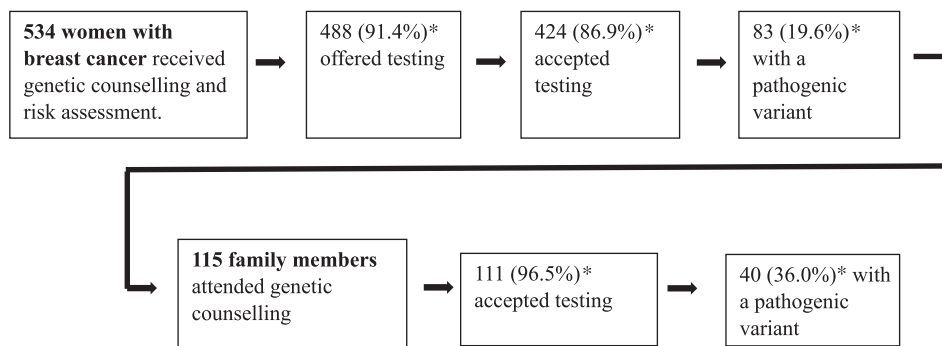 534 women with
breast cancer received
genetic counselling and
risk assessment.
488 (91.4%)*
offered testing
424 (86.9%)*
accepted
testing
83 (19.6%)*
with a
pathogenic
variant
115 family members
attended genetic
counselling
111 (96.5%)*
accepted testing
40 (36.0%)* with
a pathogenic
variant